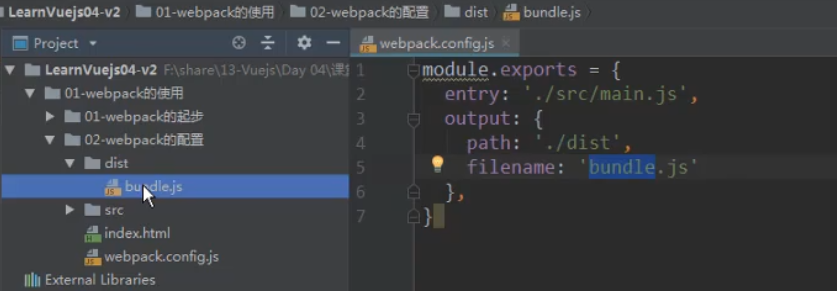 LearnVuejs04-v2 01-webpack的使用 02-webpack的配置 dist bundle.js
Project
webpack.config.js
LearnVuejs04-v2 F:\share\13-Vuejs\Day 04\课
01-webpack的使用
01-webpack的起步
02-webpack的配置
dist
bundle.js
src
index.html
webpack.config.js
External Libraries
1 module.exports = {
2 entry: './src/main.js',
3 output: {
4 path: './dist',
5 filename: 'bundle.js'
6 },
7 }